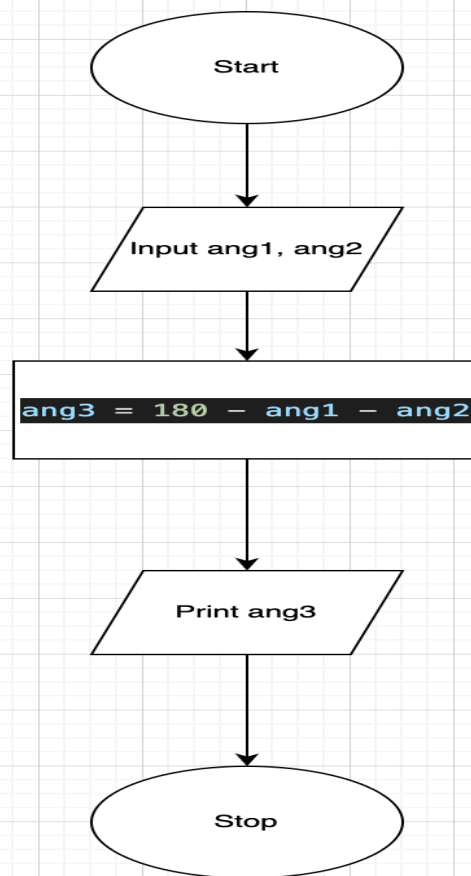 Start
Input ang1, ang2
ang3 = 180 - ang1 - ang2
Print ang3
Stop